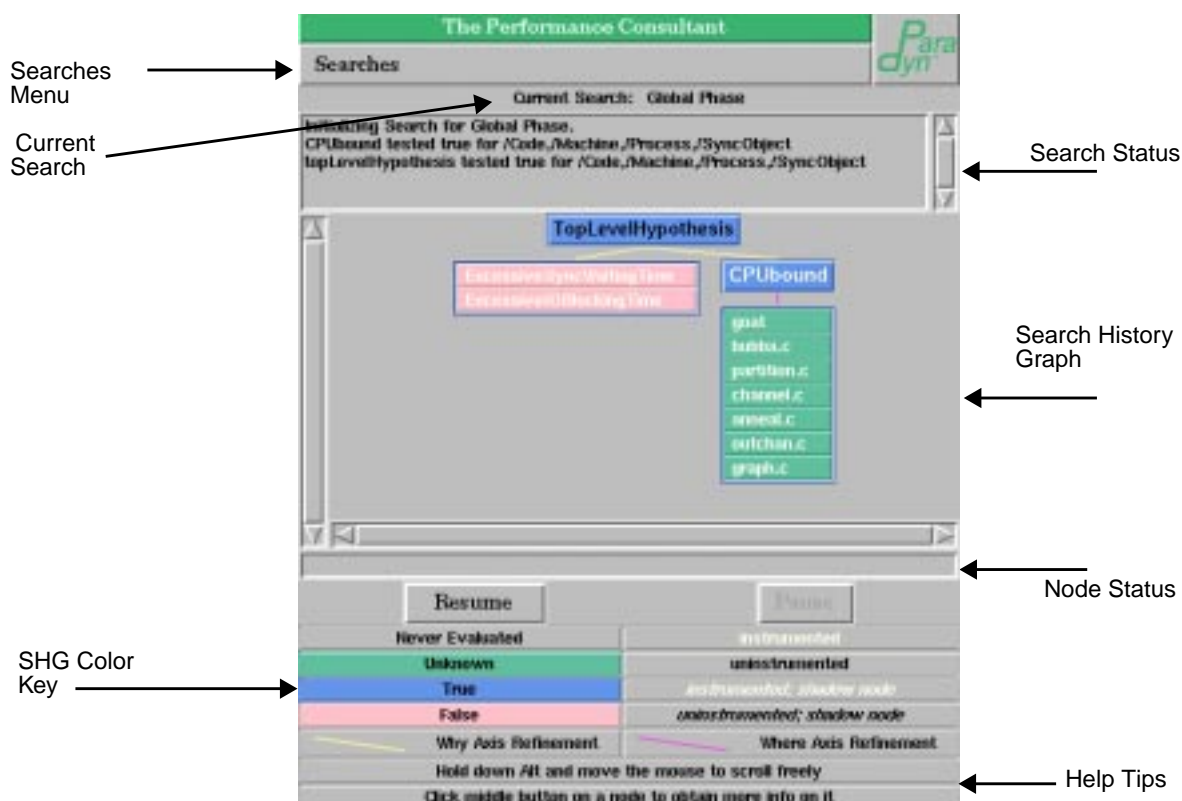 The Performance Consultant
Para
dyn
Searches
Searches
Menu
Current Search: Global Phase
Current
Search
Initializing Search for Global Phase.
CPUbound tested true for /Code,/Machine,/Process,/SyncObject
topLevelHypothesis tested true for /Code,/Machine,/Process,/SyncObject
Search Status
TopLevelHypothesis
ExcessiveSyncWaitingTime
ExcessiveIOBlockingTime
CPUbound
goat
bubba.c
partition.c
channel.c
anneal.c
outchan.c
graph.c
Search History
Graph
Node Status
Resume
Pause
Never Evaluated
instrumented
Unknown
uninstrumented
SHG Color
Key
True
instrumented; shadow node
False
uninstrumented; shadow node
Why Axis Refinement
Where Axis Refinement
Hold down Alt and move the mouse to scroll freely
Click middle button on a node to obtain more info on it
Help Tips